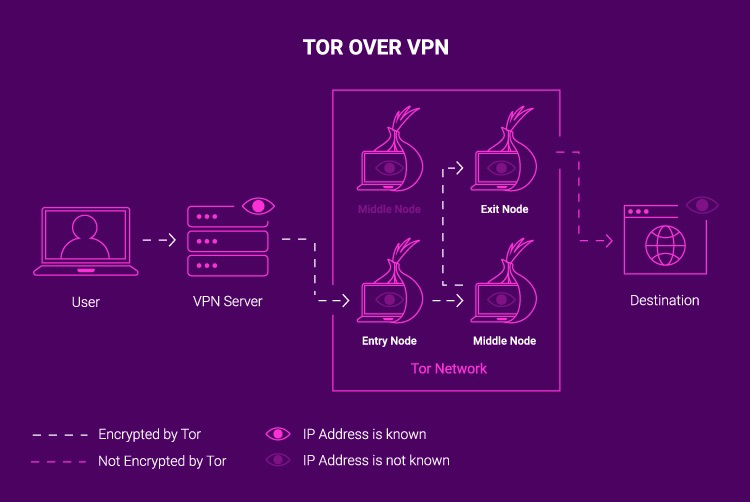 TOR OVER VPN
Middle Node
Exit Node
User
VPN Server
Destination
Entry Node
Middle Node
Tor Network
Encrypted by Tor
IP Address is known
Not Encrypted by Tor
IP Address is not known